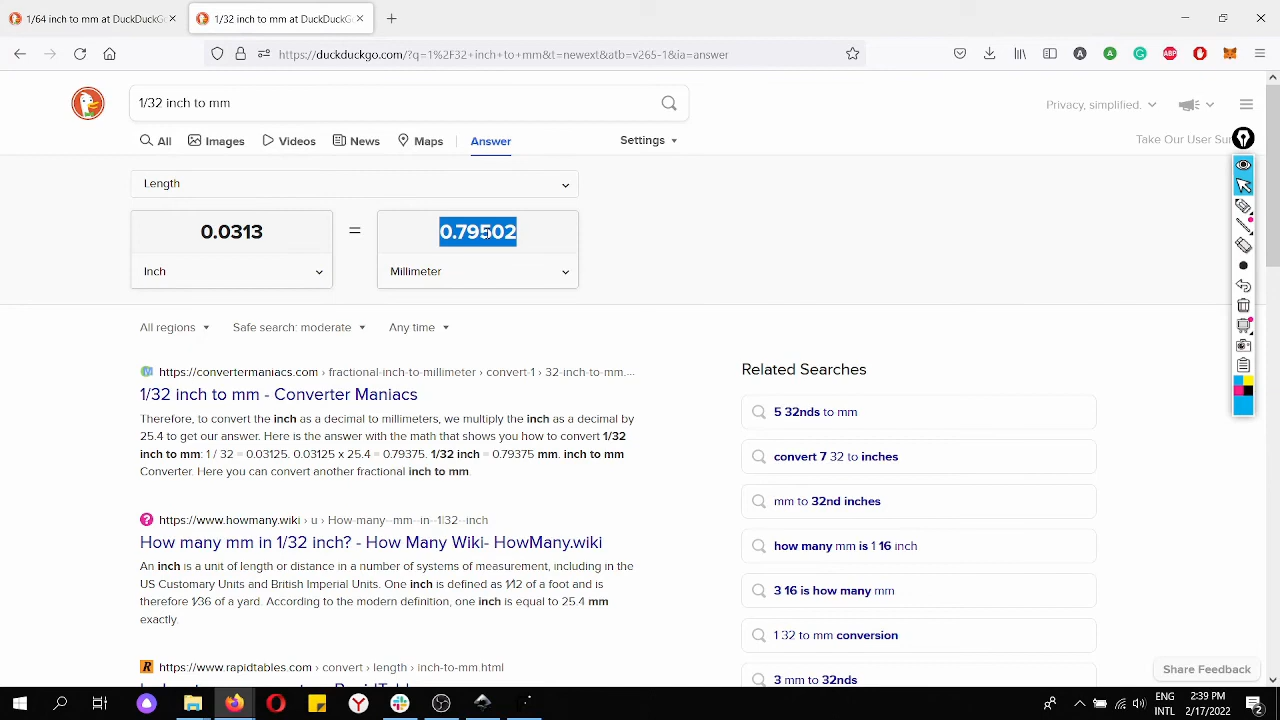 1/64 inch to mm at DuckDuckG
1/32 inch to mm at DuckDuckGo
https://duckduckgo.com/?q=1%2F32+inch+to+mm&t=newext&atb=v265-1&ia=answer
1/32 inch to mm
Privacy, simplified.
All
Images
Videos
News
Maps
Answer
Settings
Take Our User Sur
Length
0.0313
=
0.79502
Inch
Millimeter
All regions
Safe search: moderate
Any time
https://convertermaniacs.com › fractional-inch-to-millimeter › convert-1 › 32-inch-to-mm....
1/32 inch to mm - Converter Maniacs
Therefore, to convert the inch as a decimal to millimeters, we multiply the inch as a decimal by
25.4 to get our answer. Here is the answer with the math that shows you how to convert 1/32
inch to mm: 1 / 32 = 0.03125. 0.03125 x 25.4 = 0.79375. 1/32 inch = 0.79375 mm. inch to mm
Converter. Here you can convert another fractional inch to mm.
https://www.howmany.wiki › u › How-many--mm--in--1/32--inch
How many mm in 1/32 inch? - How Many Wiki- HowMany.wiki
An inch is a unit of length or distance in a number of systems of measurement, including in the
US Customary Units and British Imperial Units. One inch is defined as 1⁄12 of a foot and is
therefore 1⁄36 of a yard. According to the modern definition, one inch is equal to 25.4 mm
exactly.
https://www.rapidtables.com › convert › length › inch-to-mm.html
Related Searches
5 32nds to mm
convert 7 32 to inches
mm to 32nd inches
how many mm is 1 16 inch
3 16 is how many mm
1 32 to mm conversion
3 mm to 32nds
Share Feedback
ENG
INTL
2:39 PM
2/17/2022
2